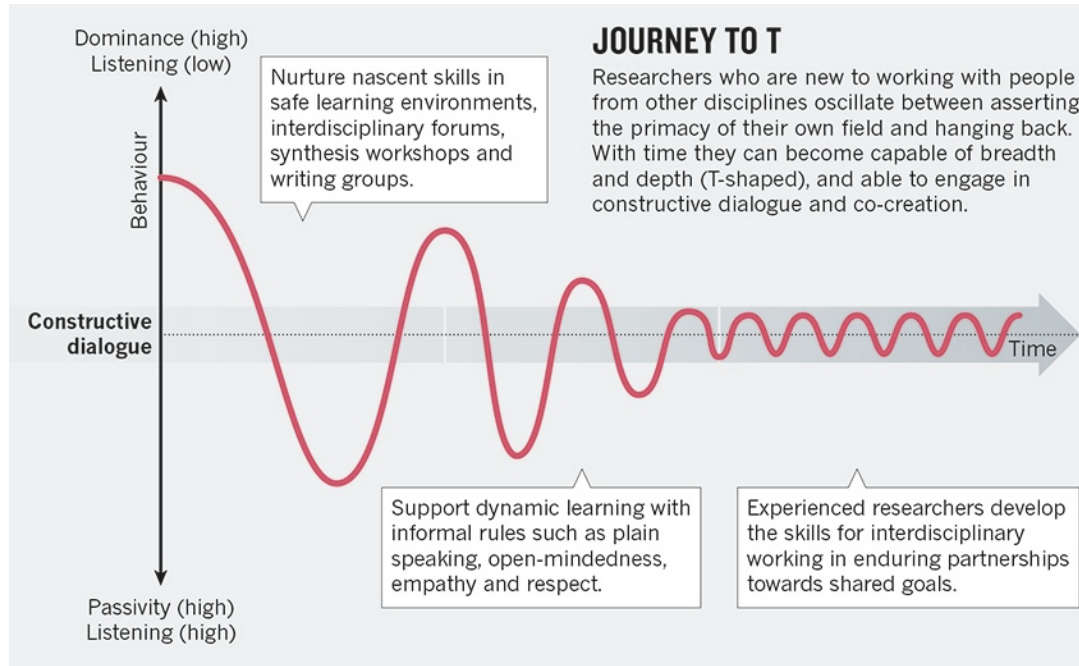 Dominance (high)
Listening (low)
Behaviour
Nurture nascent skills in
safe learning environments,
interdisciplinary forums,
synthesis workshops and
writing groups.
JOURNEY TO T
Researchers who are new to working with people
from other disciplines oscillate between asserting
the primacy of their own field and hanging back.
With time they can become capable of breadth
and depth (T-shaped), and able to engage in
constructive dialogue and co-creation.
Constructive
dialogue
Time
Support dynamic learning with
informal rules such as plain
speaking, open-mindedness,
empathy and respect.
Experienced researchers develop
the skills for interdisciplinary
working in enduring partnerships
towards shared goals.
Passivity (high)
Listening (high)